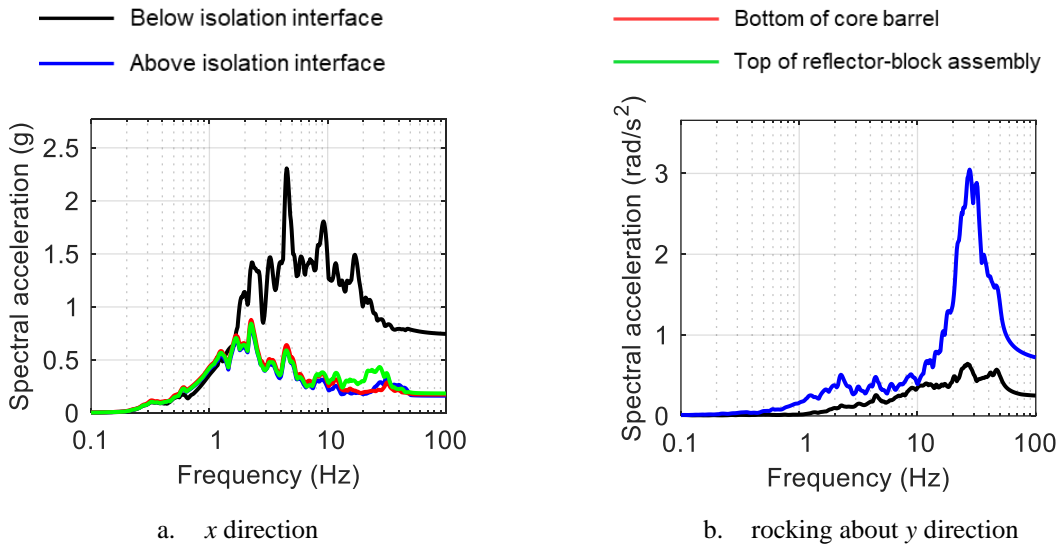 Below isolation interface
Above isolation interface
Bottom of core barrel
Top of reflector-block assembly
Spectral acceleration (g)
2.5
2
1.5
1
0.5
0
0.1 1 10 100
Frequency (Hz)
a. x direction
Spectral acceleration (rad/s²)
3
2
1
0
0.1 1 10 100
Frequency (Hz)
b. rocking about y direction